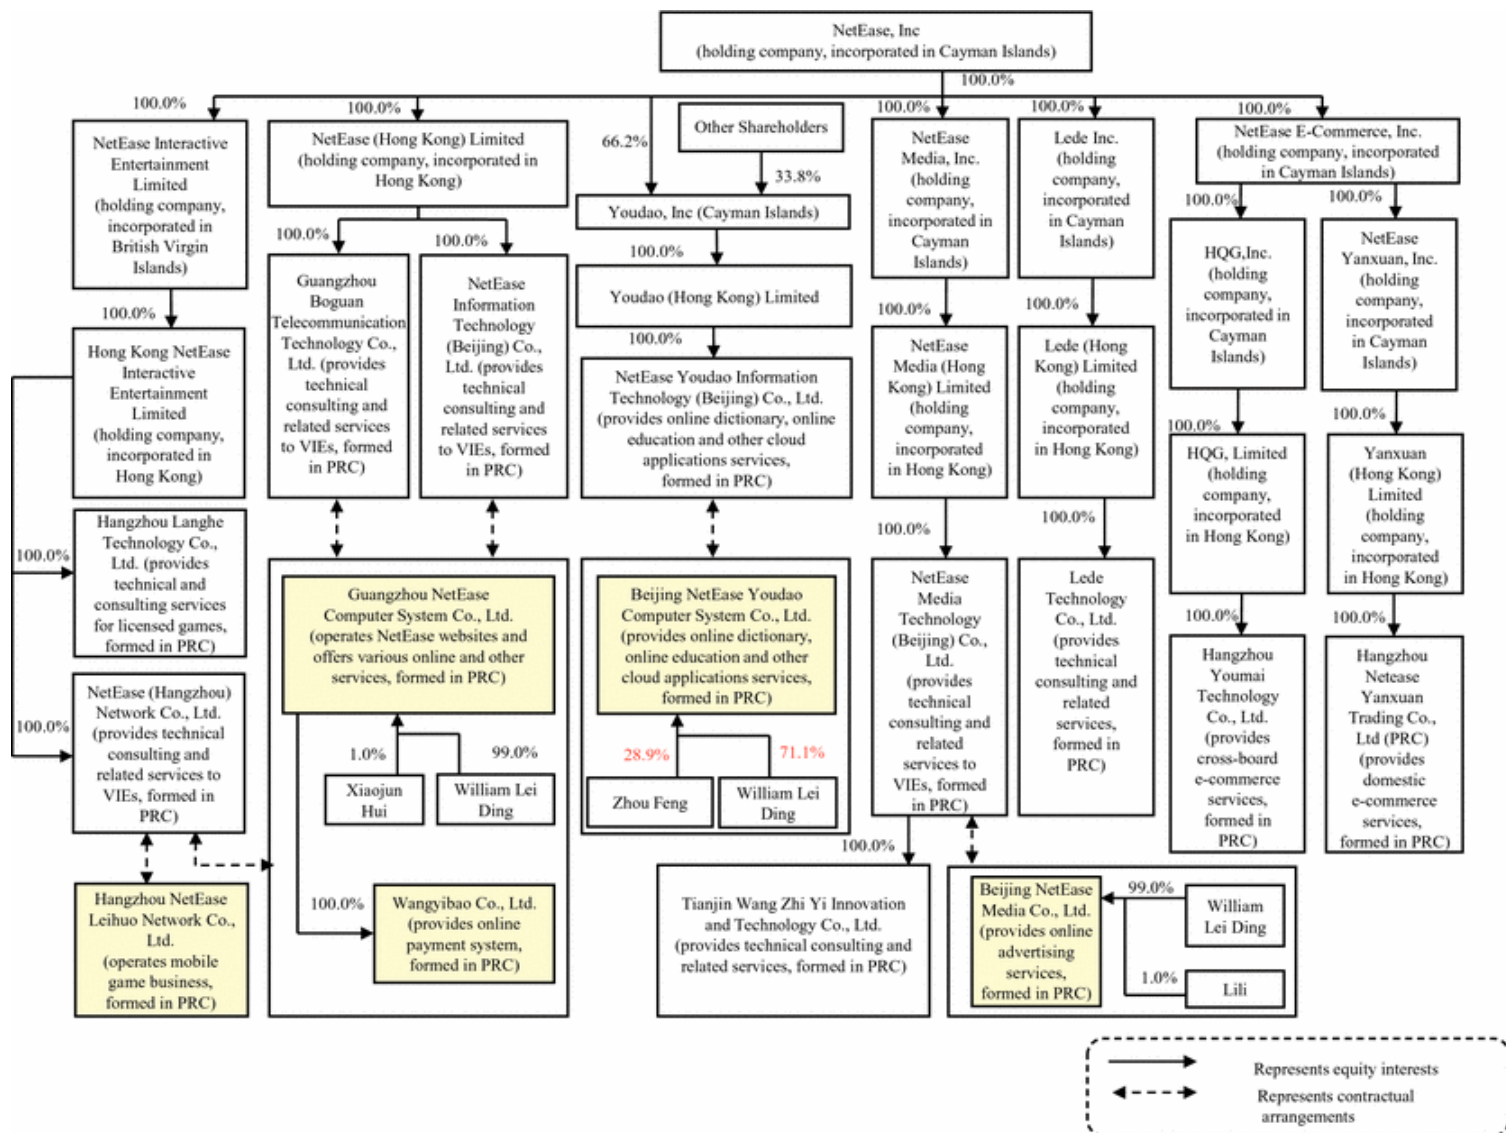 NetEase, Inc
(holding company, incorporated in Cayman Islands)
100.0%
100.0%
100.0%
66.2%
Other Shareholders
33.8%
100.0%
100.0%
100.0%
NetEase Interactive
Entertainment
Limited
(holding company,
incorporated in
British Virgin
Islands)
NetEase (Hong Kong) Limited
(holding company, incorporated in
Hong Kong)
Youdao, Inc (Cayman Islands)
NetEase
Media, Inc.
(holding
company,
incorporated in
Cayman
Islands)
Lede Inc.
(holding
company,
incorporated
in Cayman
Islands)
NetEase E-Commerce, Inc.
(holding company, incorporated
in Cayman Islands)
100.0%
100.0%
100.0%
100.0%
100.0%
Guangzhou
Boguan
Telecommunication
Technology Co.,
Ltd. (provides
technical
consulting and
related services
to VIEs, formed
in PRC)
NetEase
Information
Technology
(Beijing) Co.,
Ltd. (provides
technical
consulting and
related services
to VIEs, formed
in PRC)
Youdao (Hong Kong) Limited
HQG,Inc.
(holding
company,
incorporated in
Cayman
Islands)
NetEase
Yanxuan, Inc.
(holding
company,
incorporated
in Cayman
Islands)
100.0%
100.0%
100.0%
100.0%
Hong Kong NetEase
Interactive
Entertainment
Limited
(holding company,
incorporated in
Hong Kong)
NetEase Youdao Information
Technology (Beijing) Co., Ltd.
(provides online dictionary, online
education and other cloud
applications services,
formed in PRC)
NetEase
Media (Hong
Kong) Limited
(holding
company,
incorporated
in Hong Kong)
Lede (Hong
Kong) Limited
(holding
company,
incorporated
in Hong Kong)
100.0%
100.0%
HQG, Limited
(holding
company,
incorporated
in Hong Kong)
Yanxuan
(Hong Kong)
Limited
(holding
company,
incorporated
in Hong Kong)
100.0%
Hangzhou Langhe
Technology Co.,
Ltd. (provides
technical and
consulting services
for licensed games,
formed in PRC)
100.0%
100.0%
Guangzhou NetEase
Computer System Co., Ltd.
(operates NetEase websites and
offers various online and other
services, formed in PRC)
Beijing NetEase Youdao
Computer System Co., Ltd.
(provides online dictionary,
online education and other
cloud applications services,
formed in PRC)
NetEase
Media
Technology
(Beijing) Co.,
Ltd.
(provides
technical
consulting and
related
services to
VIEs, formed
in PRC)
Lede
Technology
Co., Ltd.
(provides
technical
consulting and
related
services,
formed in
PRC)
100.0%
100.0%
Hangzhou
Youmai
Technology
Co., Ltd.
(provides
cross-board
e-commerce
services,
formed in
PRC)
Hangzhou
Netease
Yanxuan
Trading Co.,
Ltd (PRC)
(provides
domestic
e-commerce
services,
formed in PRC)
100.0%
NetEase (Hangzhou)
Network Co., Ltd.
(provides technical
consulting and
related services to
VIEs, formed in
PRC)
1.0%
99.0%
Xiaojun
Hui
William Lei
Ding
28.9%
71.1%
Zhou Feng
William Lei
Ding
100.0%
Hangzhou NetEase
Leihuo Network Co.,
Ltd.
(operates mobile
game business,
formed in PRC)
100.0%
Wangyibao Co., Ltd.
(provides online
payment system,
formed in PRC)
Tianjin Wang Zhi Yi Innovation
and Technology Co., Ltd.
(provides technical consulting and
related services, formed in PRC)
Beijing NetEase
Media Co., Ltd.
(provides online
advertising
services,
formed in PRC)
99.0%
William
Lei Ding
1.0%
Lili
Represents equity interests
Represents contractual
arrangements